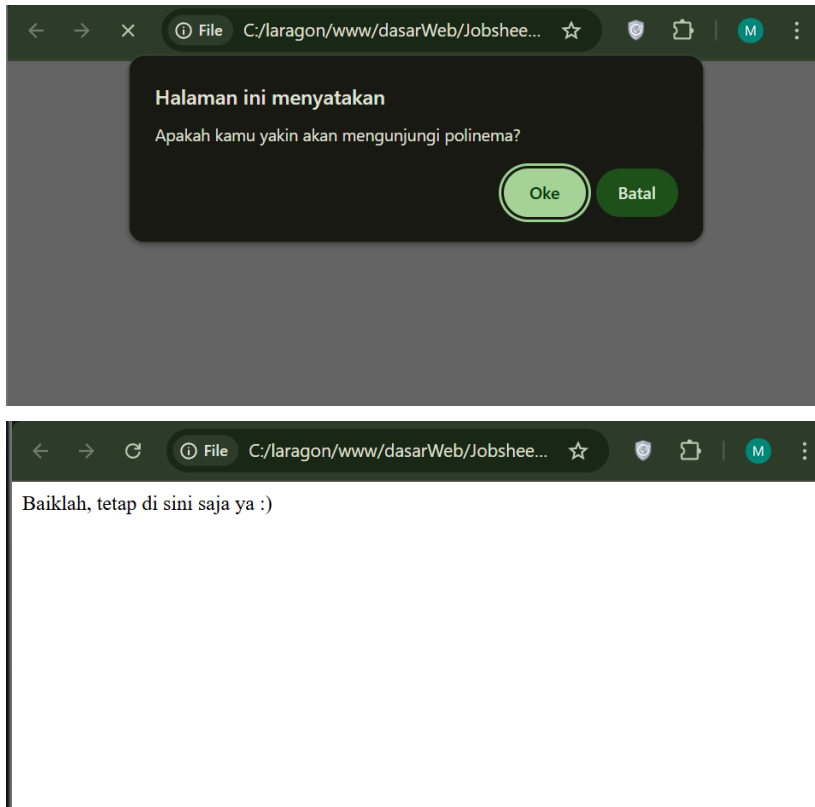 File C:/laragon/www/dasarWeb/Jobshee... M
Halaman ini menyatakan
Apakah kamu yakin akan mengunjungi polinema?
Oke Batal
File C:/laragon/www/dasarWeb/Jobshee... M
Baiklah, tetap di sini saja ya :)